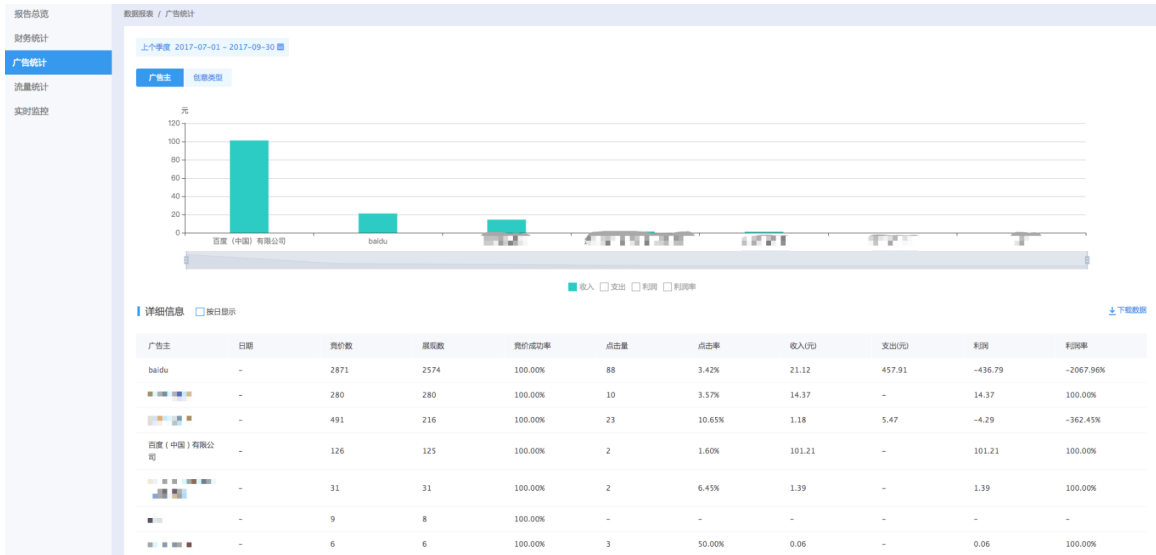 报告总览
财务统计
广告统计
流量统计
实时监控
数据报表 / 广告统计
上个季度 2017-07-01 - 2017-09-30
广告主 创意类型
元
120
100
80
60
40
20
0
百度（中国）有限公司 baidu
收入 支出 利润 利润率
详细信息 按日显示 下载数据
广告主 日期 竞价数 展现数 竞价成功率 点击量 点击率 收入(元) 支出(元) 利润 利润率
baidu - 2871 2574 100.00% 88 3.42% 21.12 457.91 -436.79 -2067.96%
- 280 280 100.00% 10 3.57% 14.37 - 14.37 100.00%
- 491 216 100.00% 23 10.65% 1.18 5.47 -4.29 -362.45%
百度（中国）有限公
司 - 126 125 100.00% 2 1.60% 101.21 - 101.21 100.00%
- 31 31 100.00% 2 6.45% 1.39 - 1.39 100.00%
- 9 8 100.00% - - - - - -
- 6 6 100.00% 3 50.00% 0.06 - 0.06 100.00%